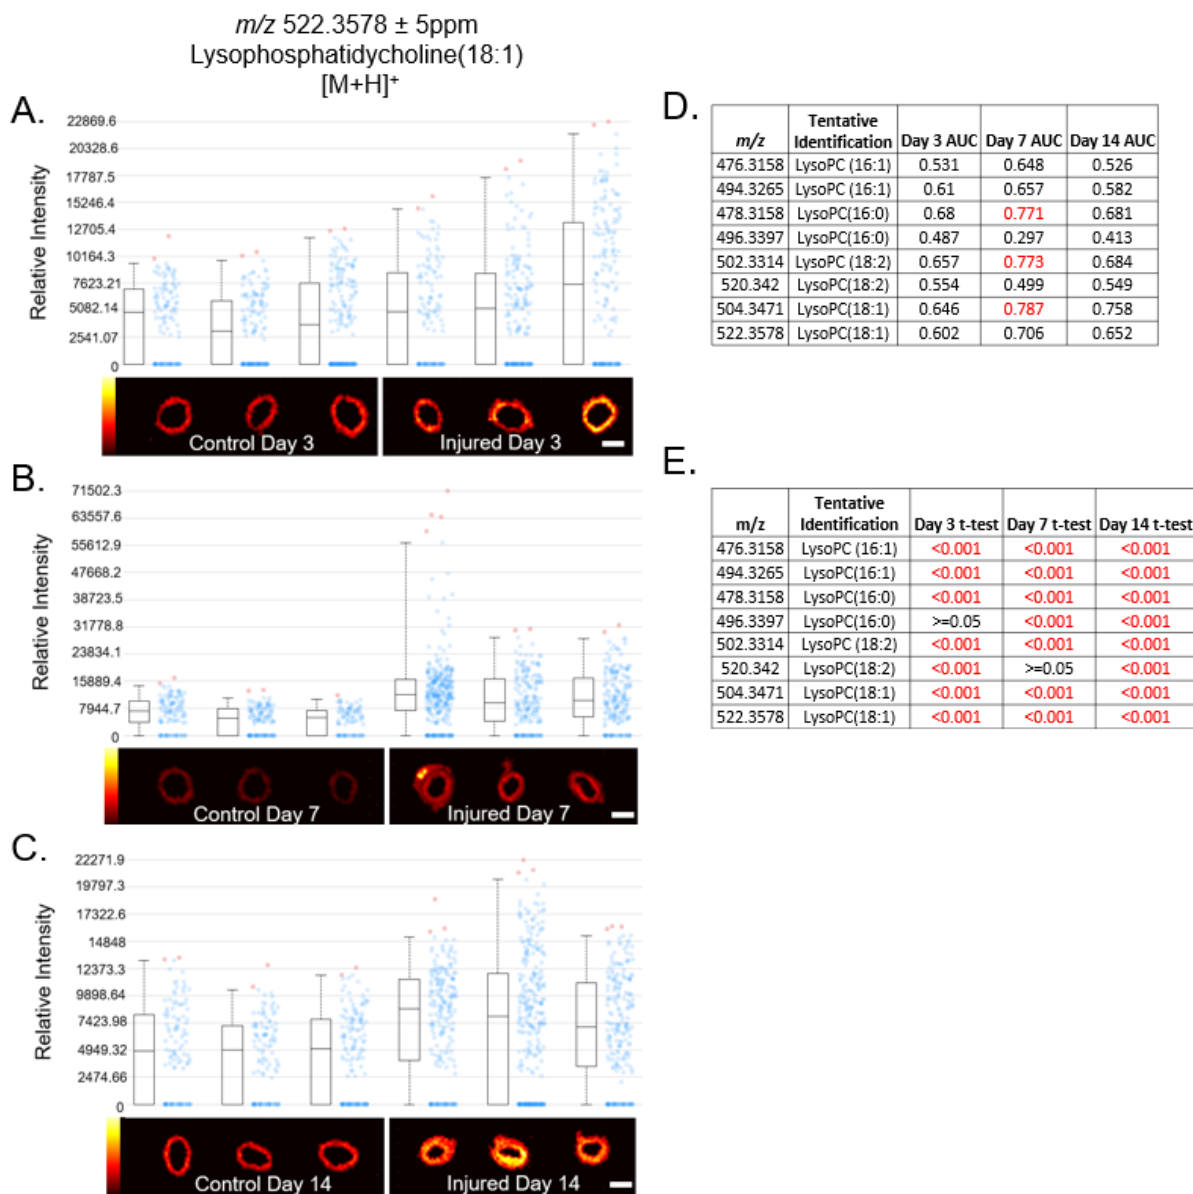 m/z 522.3578 ± 5ppm
Lysophosphatidycholine(18:1)
[M+H]+
A.
Relative Intensity
22869.6
20328.6
17787.5
15246.4
12705.4
10164.3
7623.21
5082.14
2541.07
0
Control Day 3
Injured Day 3
B.
Relative Intensity
71502.3
63557.6
55612.9
47668.2
38723.5
31778.8
23834.1
15889.4
7944.7
0
Control Day 7
Injured Day 7
C.
Relative Intensity
22271.9
19797.3
17322.6
14848
12373.3
9898.64
7423.98
4949.32
2474.66
0
Control Day 14
Injured Day 14
D.
m/z Tentative Identification Day 3 AUC Day 7 AUC Day 14 AUC
476.3158 LysoPC (16:1) 0.531 0.648 0.526
494.3265 LysoPC (16:1) 0.61 0.657 0.582
478.3158 LysoPC(16:0) 0.68 0.771 0.681
496.3397 LysoPC(16:0) 0.487 0.297 0.413
502.3314 LysoPC (18:2) 0.657 0.773 0.684
520.342 LysoPC(18:2) 0.554 0.499 0.549
504.3471 LysoPC(18:1) 0.646 0.787 0.758
522.3578 LysoPC(18:1) 0.602 0.706 0.652
E.
m/z Tentative Identification Day 3 t-test Day 7 t-test Day 14 t-test
476.3158 LysoPC (16:1) <0.001 <0.001 <0.001
494.3265 LysoPC(16:1) <0.001 <0.001 <0.001
478.3158 LysoPC(16:0) <0.001 <0.001 <0.001
496.3397 LysoPC(16:0) >=0.05 <0.001 <0.001
502.3314 LysoPC (18:2) <0.001 <0.001 <0.001
520.342 LysoPC(18:2) <0.001 >=0.05 <0.001
504.3471 LysoPC(18:1) <0.001 <0.001 <0.001
522.3578 LysoPC(18:1) <0.001 <0.001 <0.001